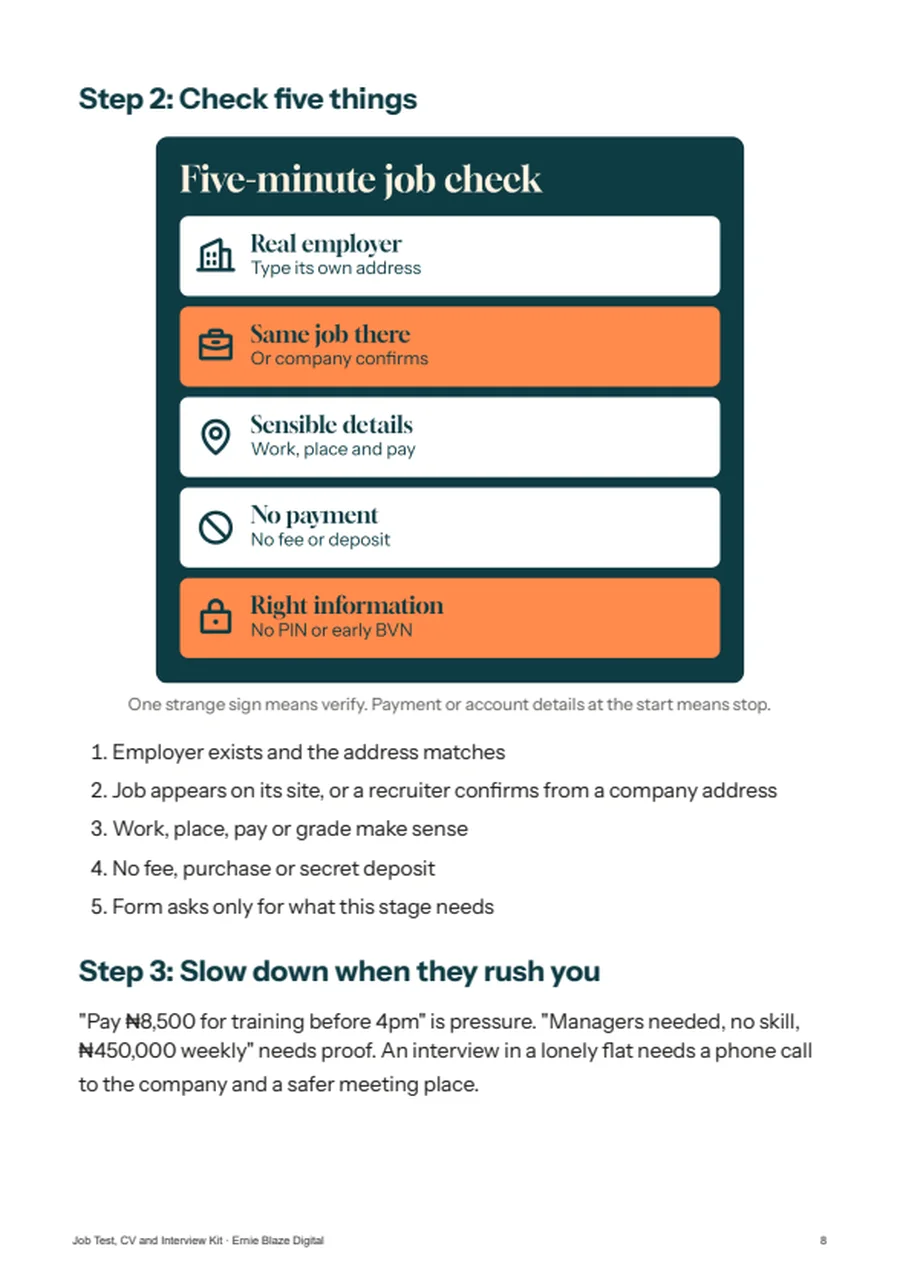 Step 2: Check five things
Five-minute job check
Real employer
Type its own address
Same job there
Or company confirms
Sensible details
Work, place and pay
No payment
No fee or deposit
Right information
No PIN or early BVN
One strange sign means verify. Payment or account details at the start means stop.
1. Employer exists and the address matches
2. Job appears on its site, or a recruiter confirms from a company address
3. Work, place, pay or grade make sense
4. No fee, purchase or secret deposit
5. Form asks only for what this stage needs
Step 3: Slow down when they rush you
"Pay ₦8,500 for training before 4pm" is pressure. "Managers needed, no skill,
₦450,000 weekly" needs proof. An interview in a lonely flat needs a phone call
to the company and a safer meeting place.
Job Test, CV and Interview Kit · Ernie Blaze Digital
8